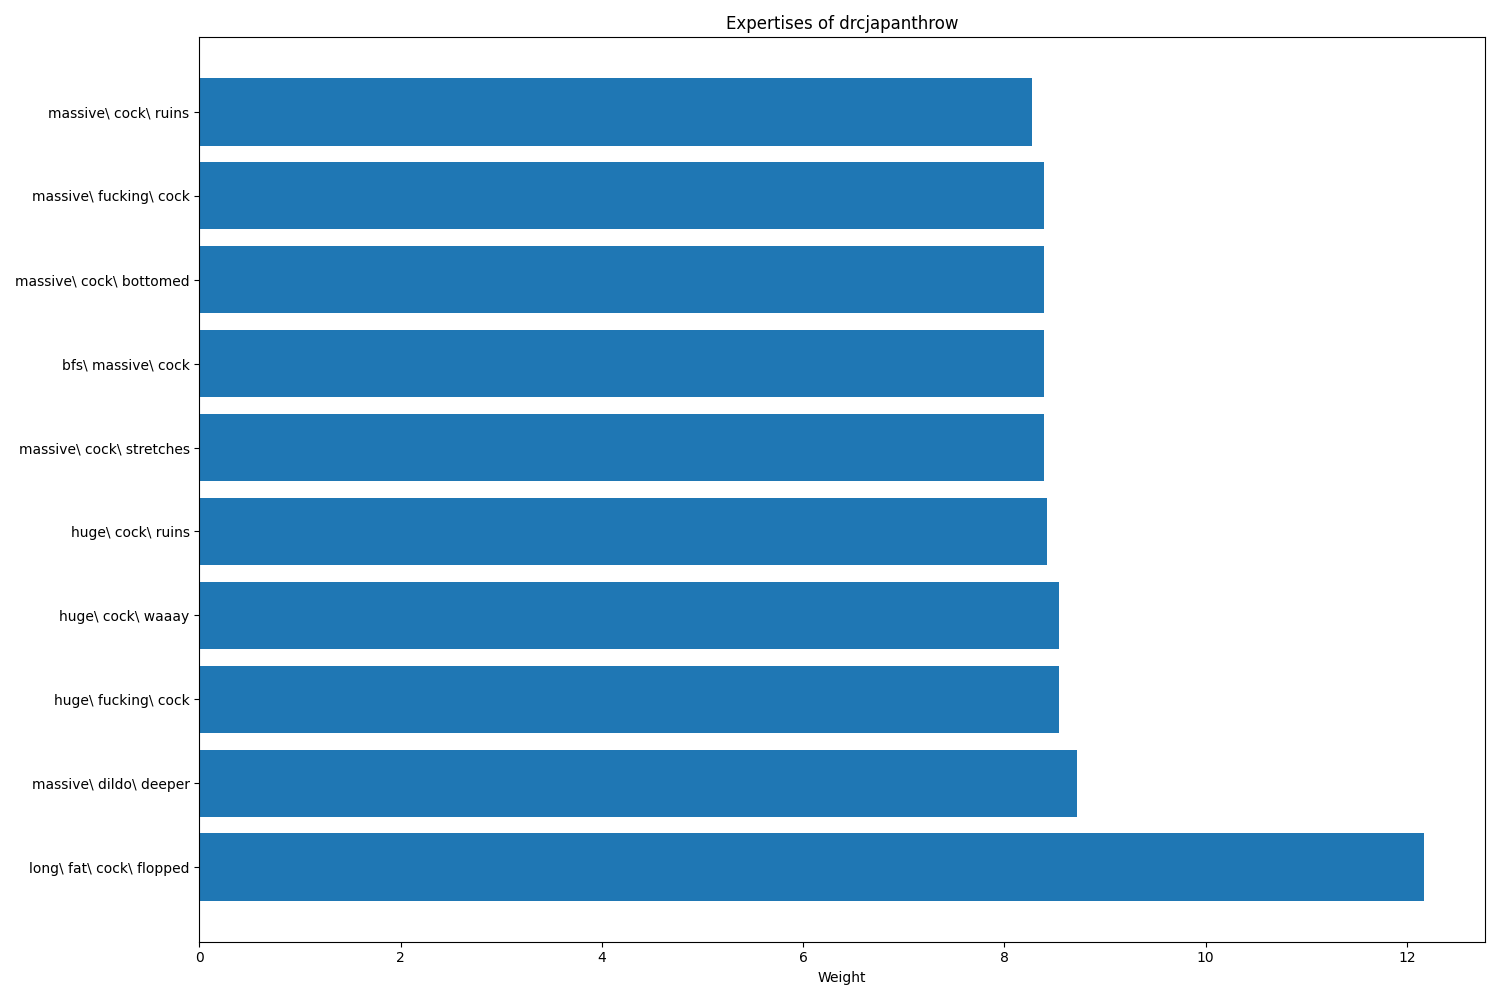 Expertises of drcjapanthrow
massive\ cock\ ruins
massive\ fucking\ cock
massive\ cock\ bottomed
bfs\ massive\ cock
massive\ cock\ stretches
huge\ cock\ ruins
huge\ cock\ waaay
huge\ fucking\ cock
massive\ dildo\ deeper
long\ fat\ cock\ flopped
0 2 4 6 8 10 12
Weight